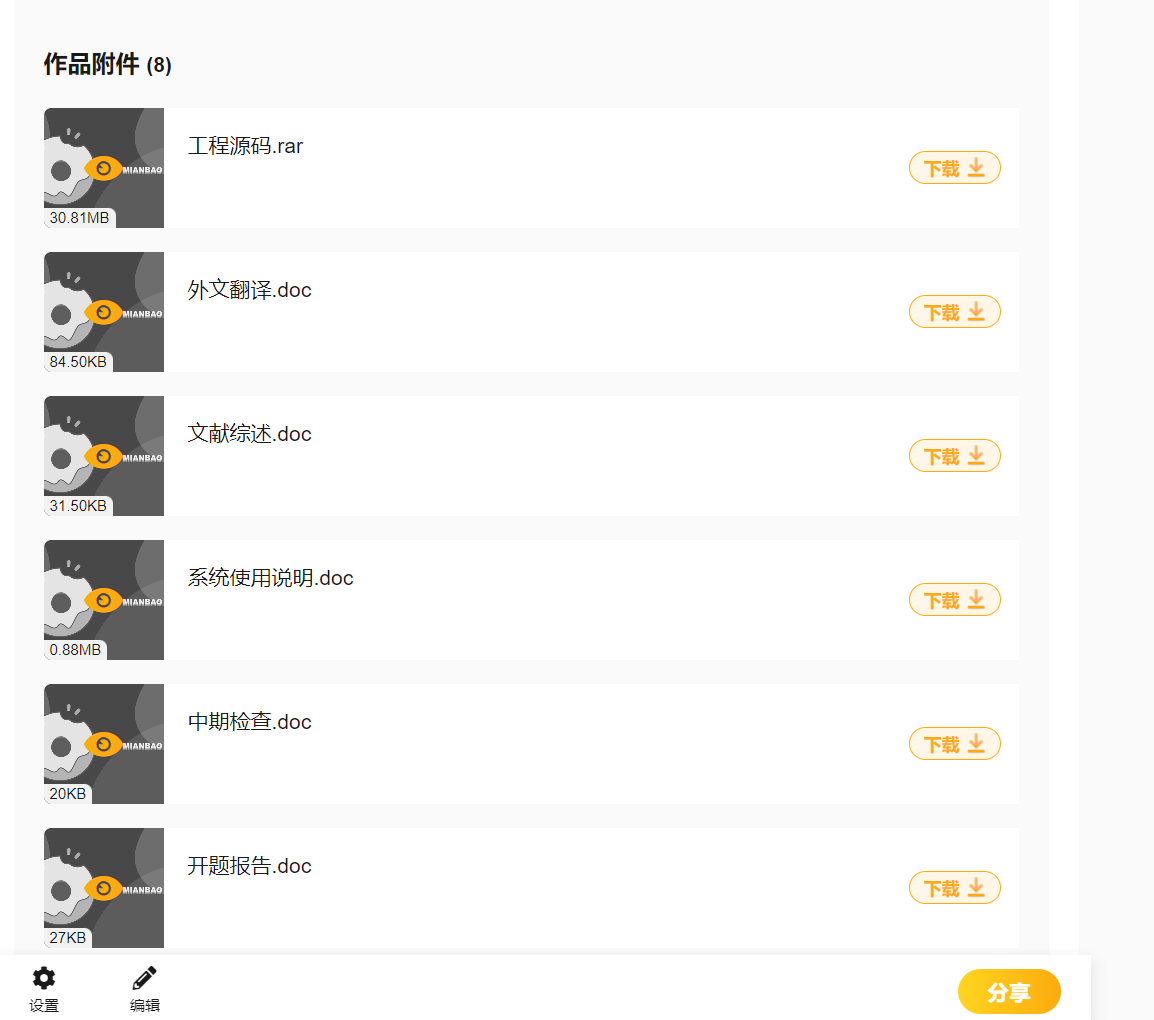 作品附件 (8)
工程源码.rar
MIANBAO
下载
30.81MB
外文翻译.doc
MIANBAO
下载
84.50KB
文献综述.doc
MIANBAO
下载
31.50KB
系统使用说明.doc
MIANBAO
下载
0.88MB
中期检查.doc
MIANBAO
下载
20KB
开题报告.doc
MIANBAO
下载
27KB
设置
编辑
分享